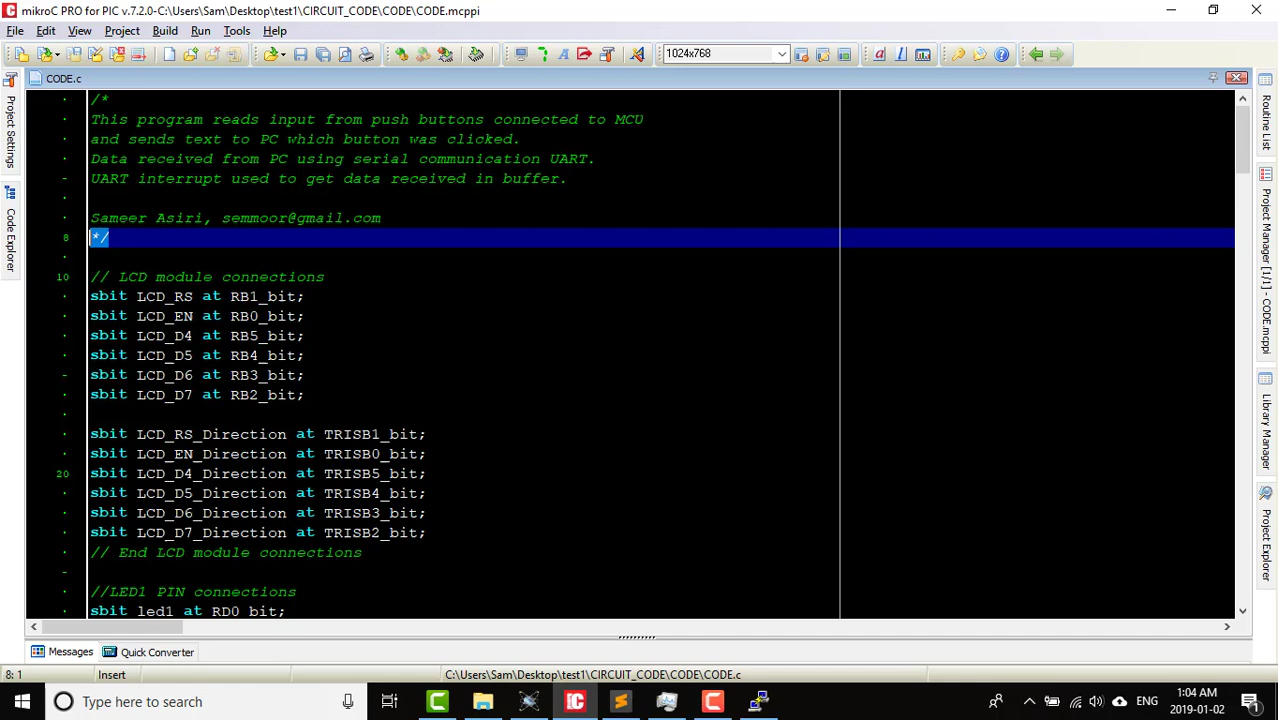 mikroC PRO for PIC v.7.2.0-C:\Users\Sam\Desktop\test1\CIRCUIT_CODE\CODE\CODE.mcppi
File Edit View Project Build Run Tools Help
1024x768
CODE.c
Project Settings
Code Explorer
/*
This program reads input from push buttons connected to MCU
and sends text to PC which button was clicked.
Data received from PC using serial communication UART.
UART interrupt used to get data received in buffer.
Sameer Asiri, semmoor@gmail.com
8 */
10 // LCD module connections
sbit LCD_RS at RB1_bit;
sbit LCD_EN at RB0_bit;
sbit LCD_D4 at RB5_bit;
sbit LCD_D5 at RB4_bit;
sbit LCD_D6 at RB3_bit;
sbit LCD_D7 at RB2_bit;
sbit LCD_RS_Direction at TRISB1_bit;
sbit LCD_EN_Direction at TRISB0_bit;
20 sbit LCD_D4_Direction at TRISB5_bit;
sbit LCD_D5_Direction at TRISB4_bit;
sbit LCD_D6_Direction at TRISB3_bit;
sbit LCD_D7_Direction at TRISB2_bit;
// End LCD module connections
//LED1 PIN connections
sbit led1 at RD0_bit;
Routine List
Project Manager [1/1] - CODE.mcppi
Library Manager
Project Explorer
Messages Quick Converter
8: 1 Insert C:\Users\Sam\Desktop\test1\CIRCUIT_CODE\CODE\CODE.c
Type here to search
ENG
1:04 AM
2019-01-02
1